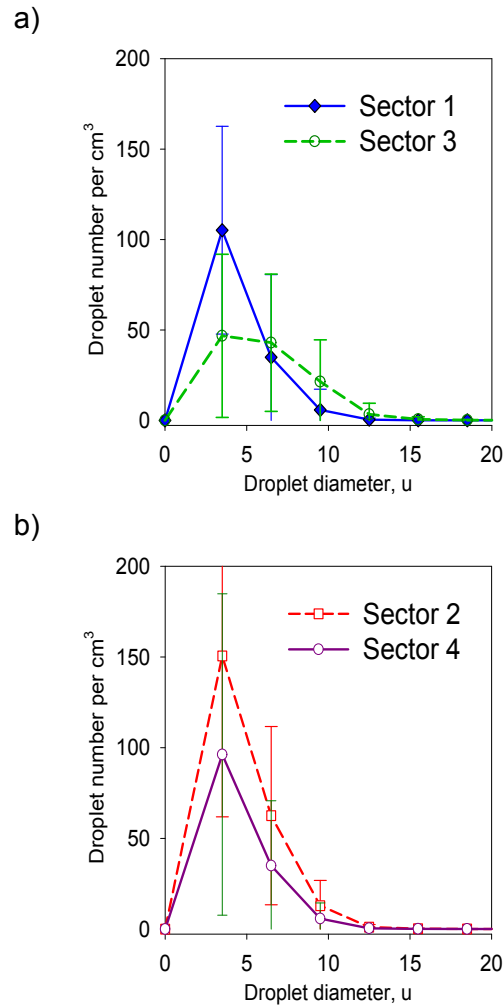 a)
200
150
100
50
0
Droplet number per cm³
Sector 1
Sector 3
0 5 10 15 20
Droplet diameter, u
b)
200
150
100
50
0
Droplet number per cm³
Sector 2
Sector 4
0 5 10 15 20
Droplet diameter, u